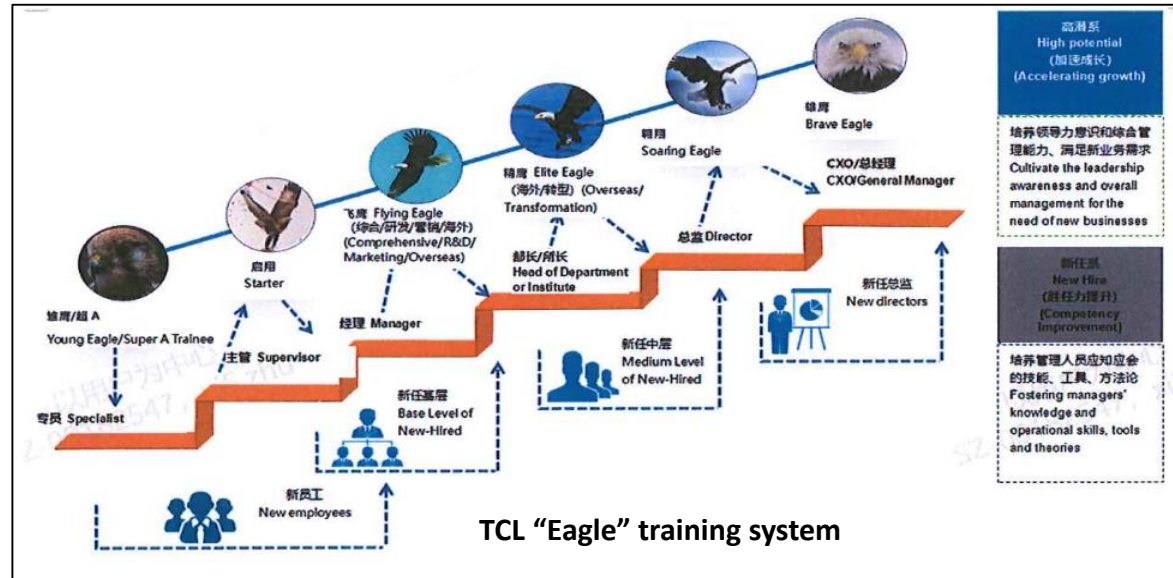 雄鹰
Brave Eagle
翱翔
Soaring Eagle
精鹰 Elite Eagle
(海外/转型) (Overseas/
Transformation)
飞鹰 Flying Eagle
(综合/研发/营销/海外)
(Comprehensive/R&D/
Marketing/Overseas)
启翔
Starter
雏鹰/超 A
Young Eagle/Super A Trainee
专员 Specialist
/主管 Supervisor
经理 Manager
部长/所长
Head of Department
or Institute
总监 Director
CXO/总经理
CXO/General Manager
新员工
New employees
新任基层
Base Level of
New-Hired
新任中层
Medium Level
of New-Hired
新任总监
New directors
TCL “Eagle” training system
高潜系
High potential
(加速成长)
(Accelerating growth)
培养领导力意识和综合管
理能力、满足新业务需求
Cultivate the leadership
awareness and overall
management for the
need of new businesses
新任系
New Hire
(胜任力提升)
(Competency
Improvement)
培养管理人员应知应会
的技能、工具、方法论
Fostering managers'
knowledge and
operational skills, tools
and theories
以用户为中心